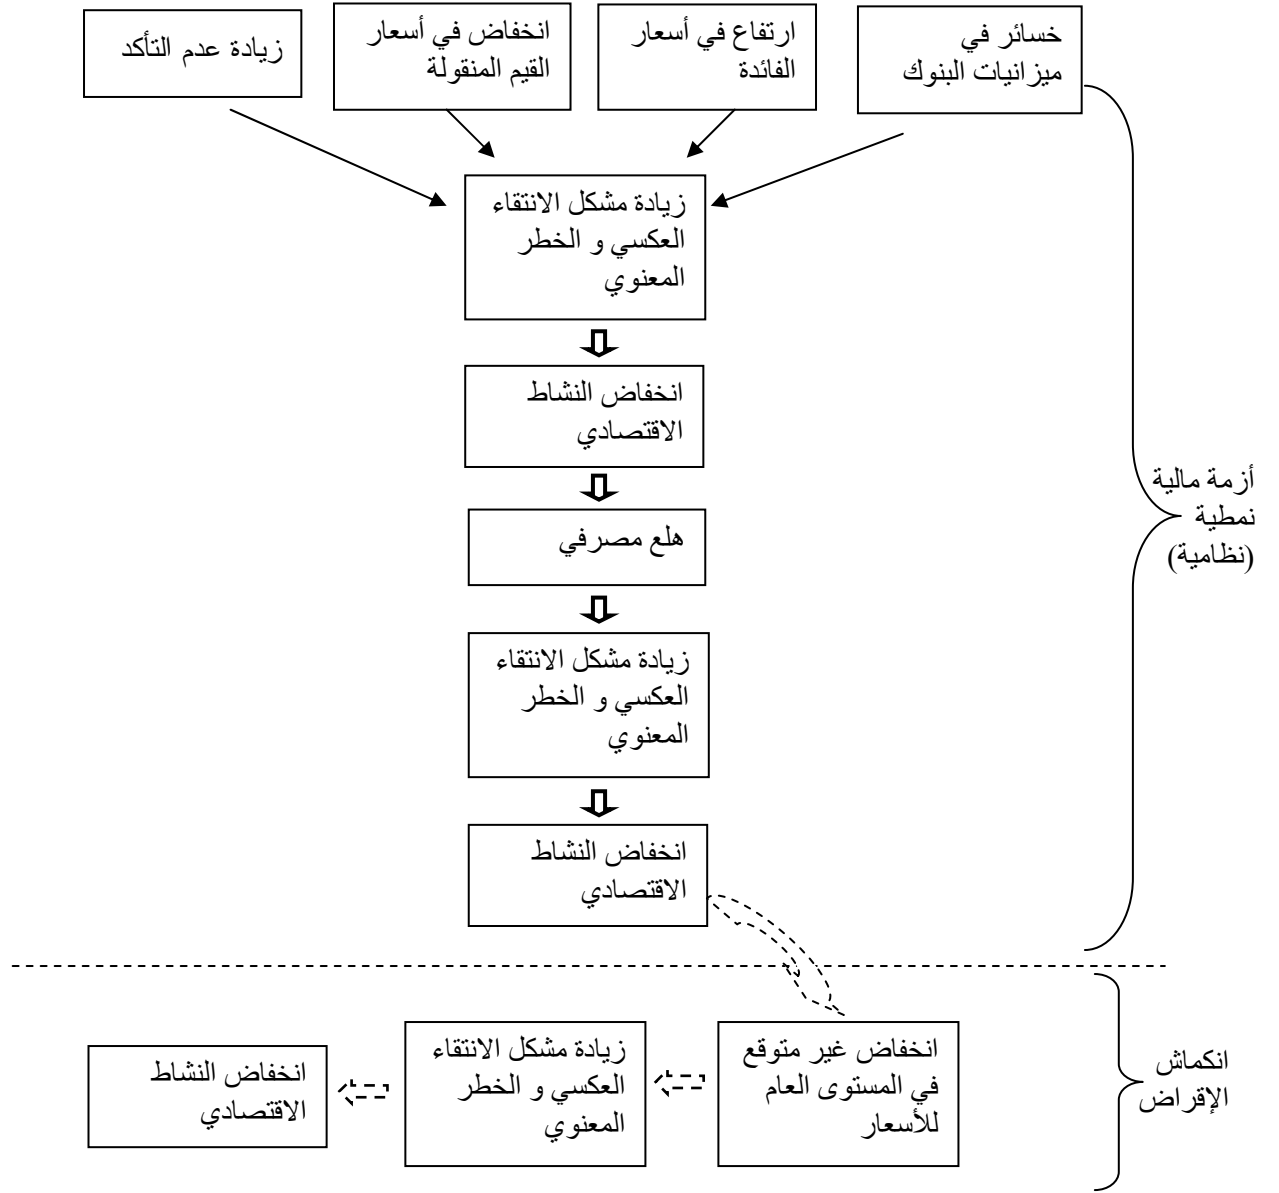 خسائر في
ميزانيات البنوك
ارتفاع في أسعار
الفائدة
انخفاض في أسعار
القيم المنقولة
زيادة عدم التأكد
زيادة مشكل الانتقاء
العكسي و الخطر
المعنوي
انخفاض النشاط
الاقتصادي
هلع مصرفي
زيادة مشكل الانتقاء
العكسي و الخطر
المعنوي
انخفاض النشاط
الاقتصادي
أزمة مالية
نمطية
(نظامية)
انخفاض غير متوقع
في المستوى العام
للأسعار
زيادة مشكل الانتقاء
العكسي و الخطر
المعنوي
انخفاض النشاط
الاقتصادي
انكماش
الإقراض